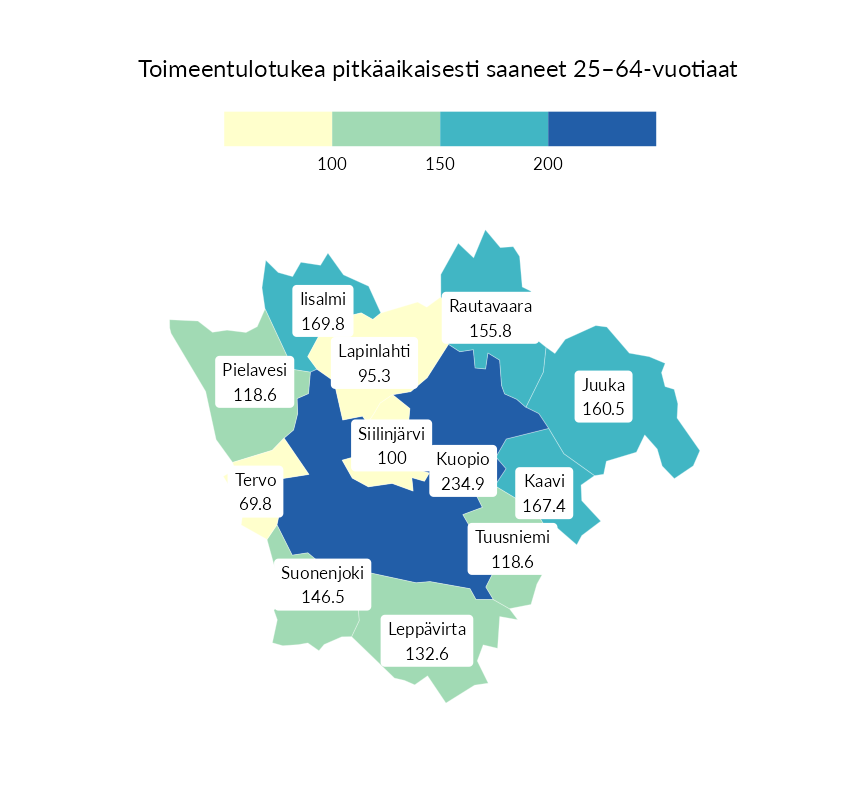 Toimeentulotukea pitkäaikaisesti saaneet 25–64-vuotiaat
100
150
200
Iisalmi
169.8
Rautavaara
155.8
Lapinlahti
95.3
Pielavesi
118.6
Juuka
160.5
Siilinjärvi
100
Kuopio
234.9
Tervo
69.8
Kaavi
167.4
Tuusniemi
118.6
Suonenjoki
146.5
Leppävirta
132.6